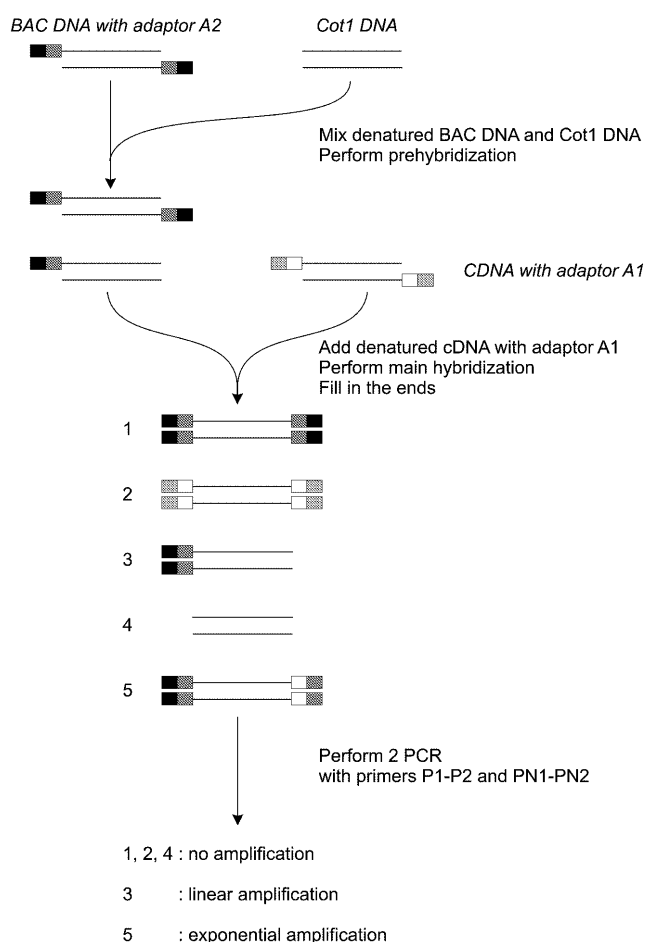 BAC DNA with adaptor A2
Cot1 DNA
Mix denatured BAC DNA and Cot1 DNA
Perform prehybridization
CDNA with adaptor A1
Add denatured cDNA with adaptor A1
Perform main hybridization
Fill in the ends
1
2
3
4
5
Perform 2 PCR
with primers P1-P2 and PN1-PN2
1, 2, 4 : no amplification
3 : linear amplification
5 : exponential amplification